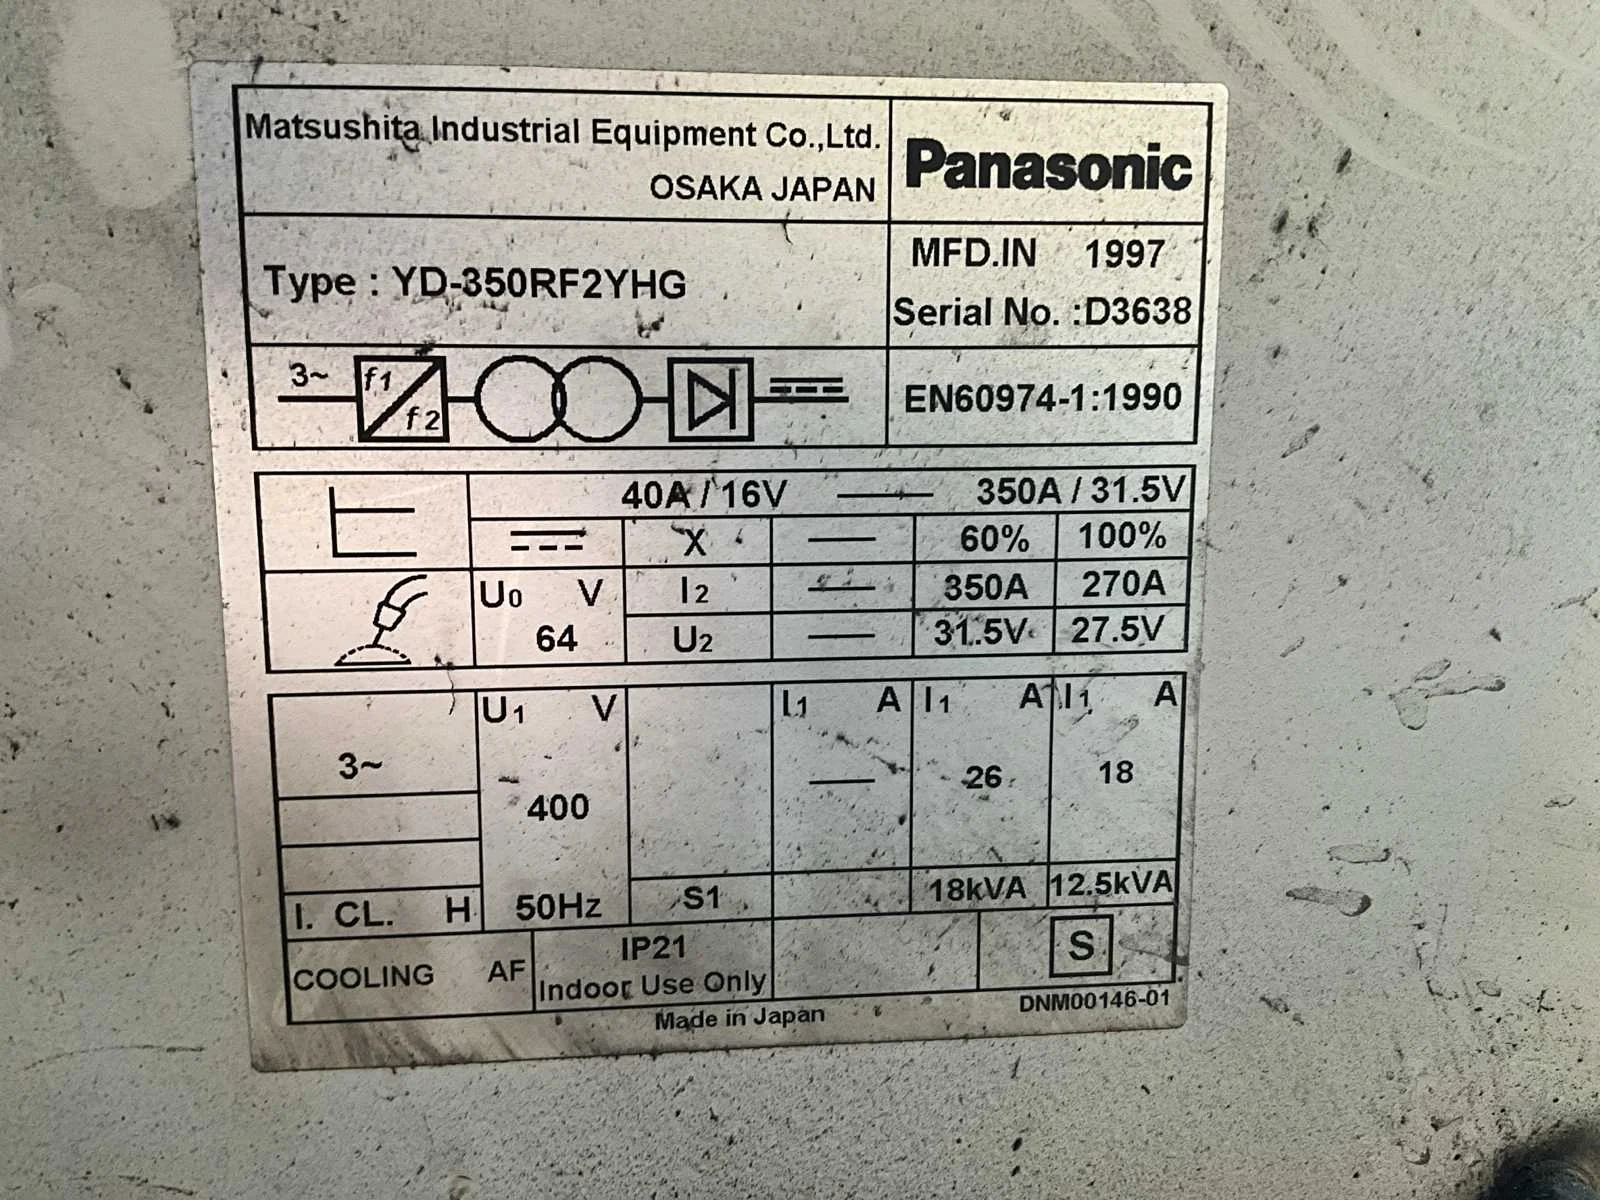 Matsushita Industrial Equipment Co.,Ltd.
OSAKA JAPAN
Panasonic
Type : YD-350RF2YHG
MFD.IN 1997
Serial No. :D3638
3~ f1 f2
EN60974-1:1990
40A / 16V —— 350A / 31.5V
X — 60% 100%
U0 V I2 — 350A 270A
64 U2 — 31.5V 27.5V
U1 V I1 A I1 A I1 A
3~ — 26 18
400
I. CL. H 50Hz S1 18kVA 12.5kVA
COOLING AF
IP21
Indoor Use Only
S
Made in Japan
DNM00146-01